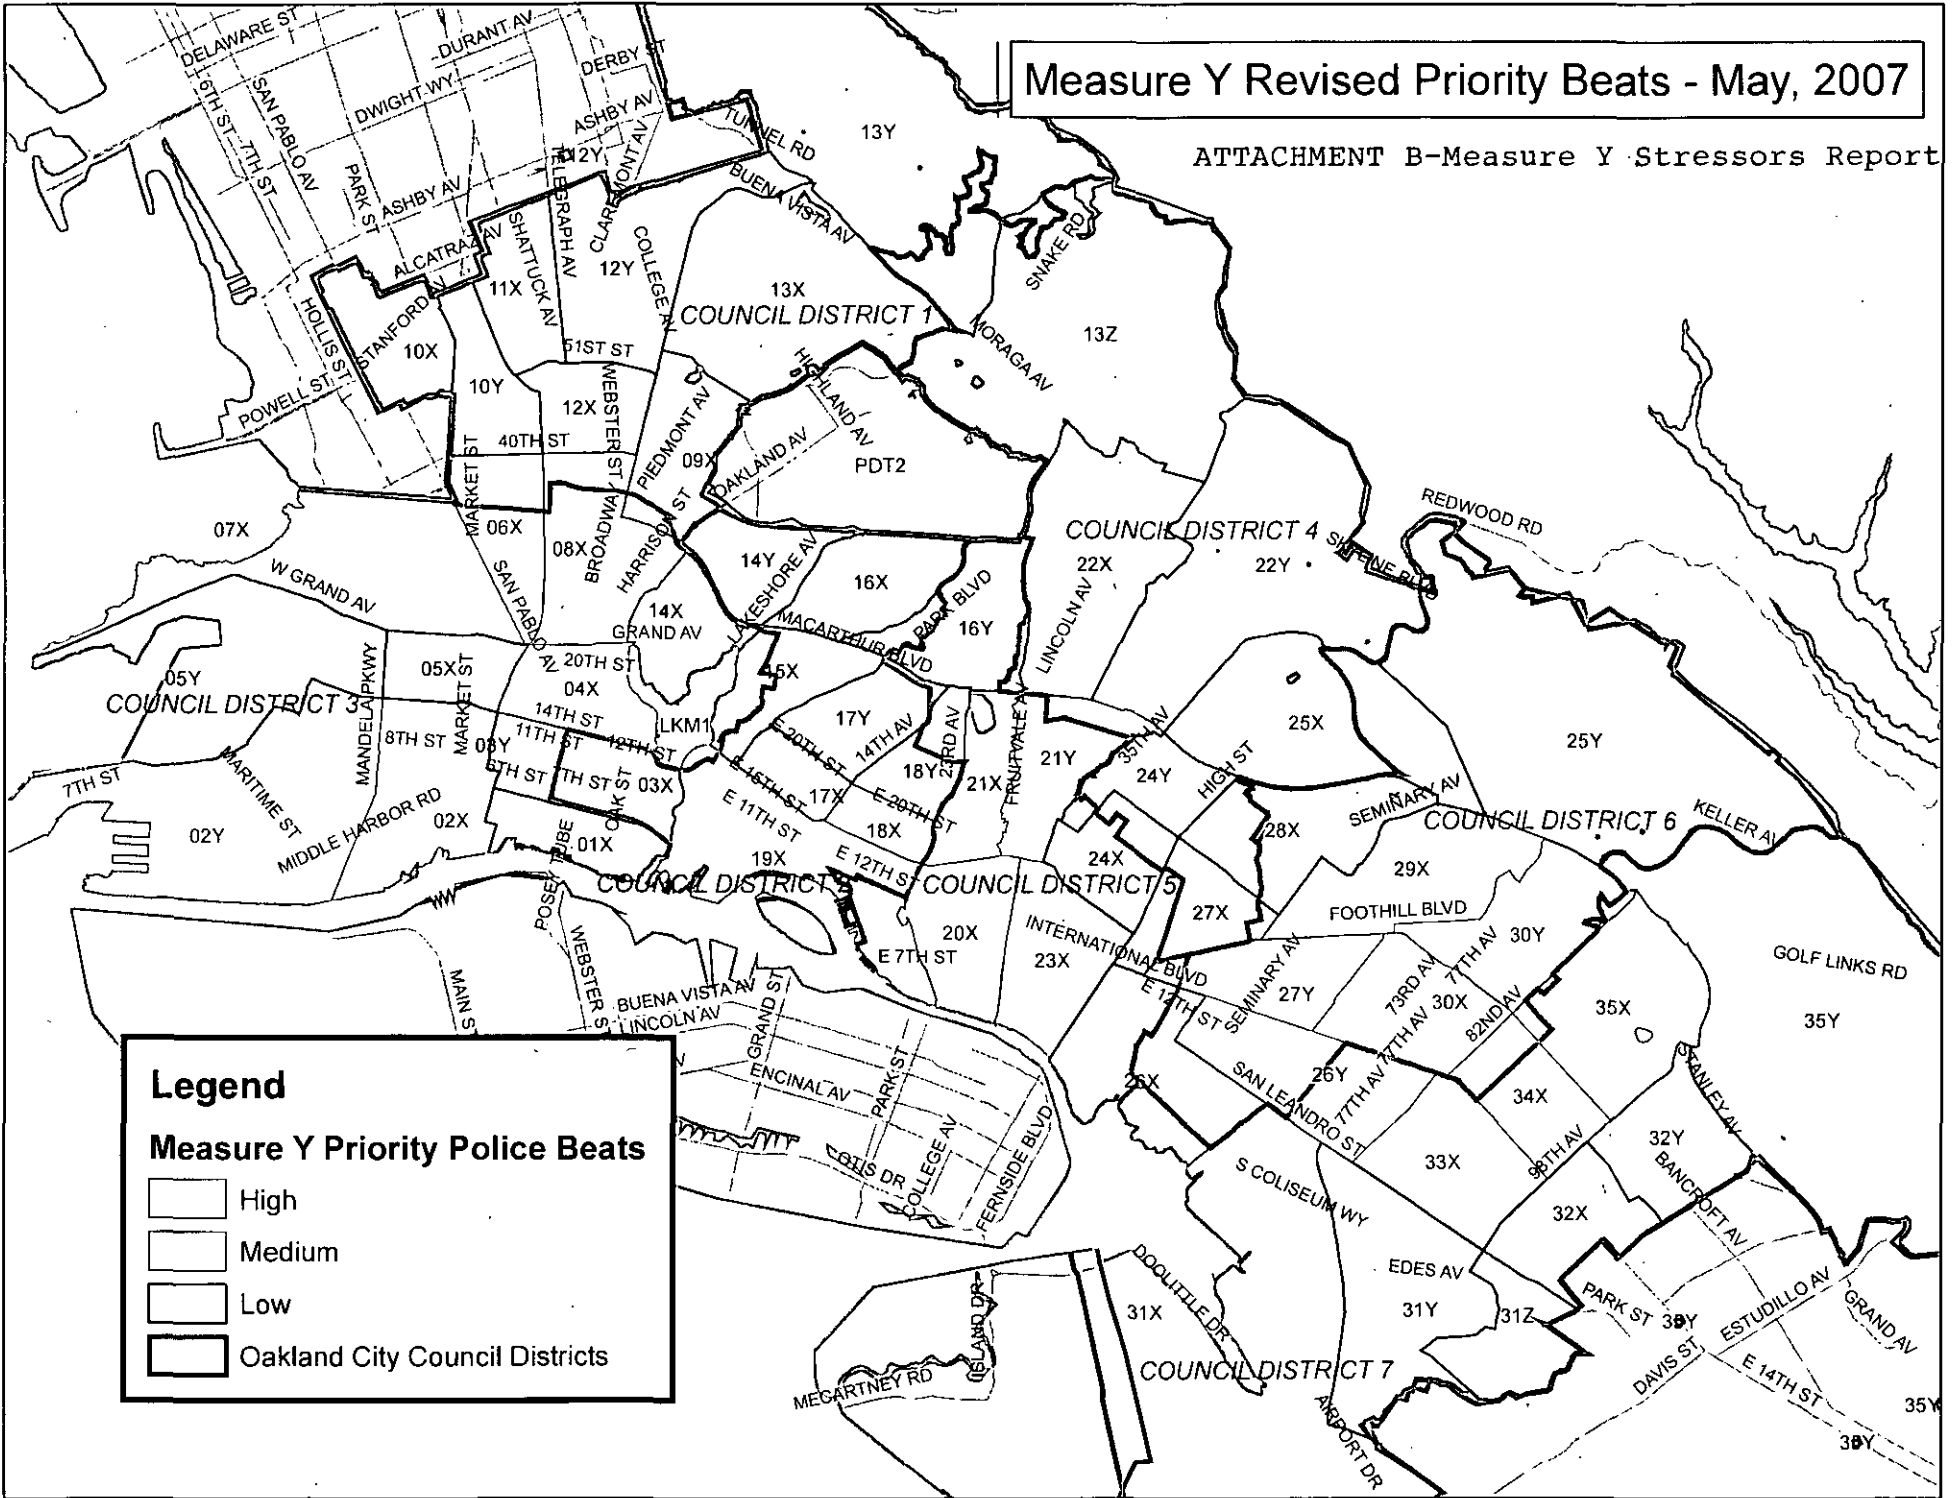 Measure Y Revised Priority Beats - May, 2007
ATTACHMENT B-Measure Y Stressors Report
DELAWARE ST
DURANT AV
DERBY ST
6TH ST
SAN PABLO AV
DWIGHT WY
ASHBY AV
7TH ST
PARK ST
12Y
TUNNEL RD
13Y
ASHBY AV
TELEGRAPH AV
CLAREMONT AV
BUENA VISTA AV
ALCATRAZ AV
SHATTUCK AV
11X
12Y
COLLEGE AV
13X
COUNCIL DISTRICT 1
SNAKE RD
MORAGA AV
13Z
HOLLIS ST
STANFORD AV
10X
51ST ST
HIGHLAND AV
POWELL ST
10Y
12X
WEBSTER ST
PIEDMONT AV
40TH ST
09X
OAKLAND AV
PDT2
MARKET ST
07X
06X
08X
BROADWAY
HARRISON ST
14Y
LAKESHORE AV
16X
COUNCIL DISTRICT 4
22X
22Y
SKYLINE BLVD
REDWOOD RD
W GRAND AV
SAN PABLO AV
14X
GRAND AV
MACARTHUR BLVD
PARK BLVD
16Y
LINCOLN AV
05Y
COUNCIL DISTRICT 3
MANDELA PKWY
05X
MARKET ST
20TH ST
04X
15X
14TH ST
LKM1
17Y
14TH AV
23RD AV
FRUITVALE AV
21Y
35TH AV
25X
25Y
8TH ST
03Y
11TH ST
12TH ST
E 20TH ST
18Y
21X
24Y
HIGH ST
7TH ST
MARITIME ST
6TH ST
7TH ST
OAK ST
03X
E 15TH ST
17X
E 20TH ST
SEMINARY AV
KELLER AV
02Y
MIDDLE HARBOR RD
02X
POSEY TUBE
01X
E 11TH ST
18X
28X
COUNCIL DISTRICT 6
19X
E 12TH ST
24X
29X
COUNCIL DISTRICT
COUNCIL DISTRICT 5
27X
FOOTHILL BLVD
20X
E 7TH ST
INTERNATIONAL BLVD
23X
30Y
77TH AV
73RD AV
GOLF LINKS RD
WEBSTER S
MAIN ST
BUENA VISTA AV
LINCOLN AV
GRAND ST
E 12TH ST
SEMINARY AV
27Y
30X
82ND AV
77TH AV
35X
35Y
ENCINAL AV
PARK ST
26X
26Y
77TH AV
SAN LEANDRO ST
34X
STANLEY AV
OTIS DR
COLLEGE AV
FERNSIDE BLVD
33X
98TH AV
32Y
BANCROFT AV
S COLISEUM WY
32X
DOOLITTLE DR
EDES AV
31Y
31Z
31X
ISLAND DR
MECARTNEY RD
COUNCIL DISTRICT 7
AIRPORT DR
PARK ST
ESTUDILLO AV
GRAND AV
DAVIS ST
E 14TH ST
35Y
Legend
Measure Y Priority Police Beats
High
Medium
Low
Oakland City Council Districts